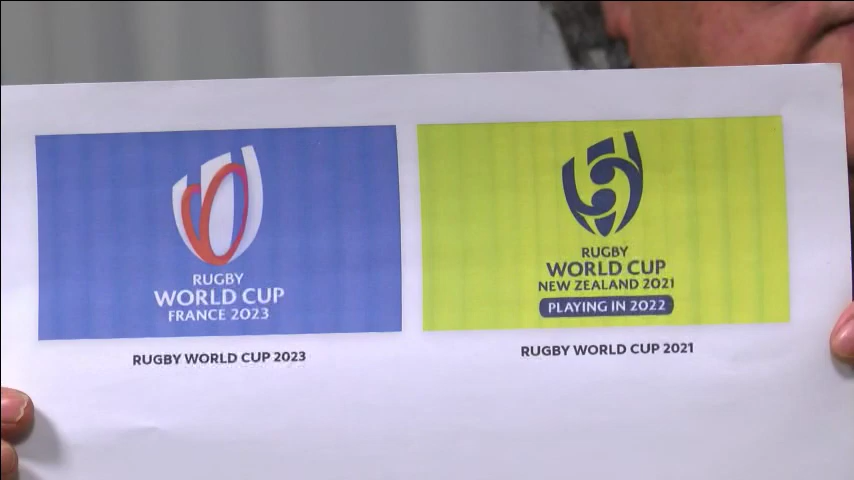 RUGBY
WORLD CUP
FRANCE 2023
RUGBY WORLD CUP 2023
RUGBY
WORLD CUP
NEW ZEALAND 2021
PLAYING IN 2022
RUGBY WORLD CUP 2021